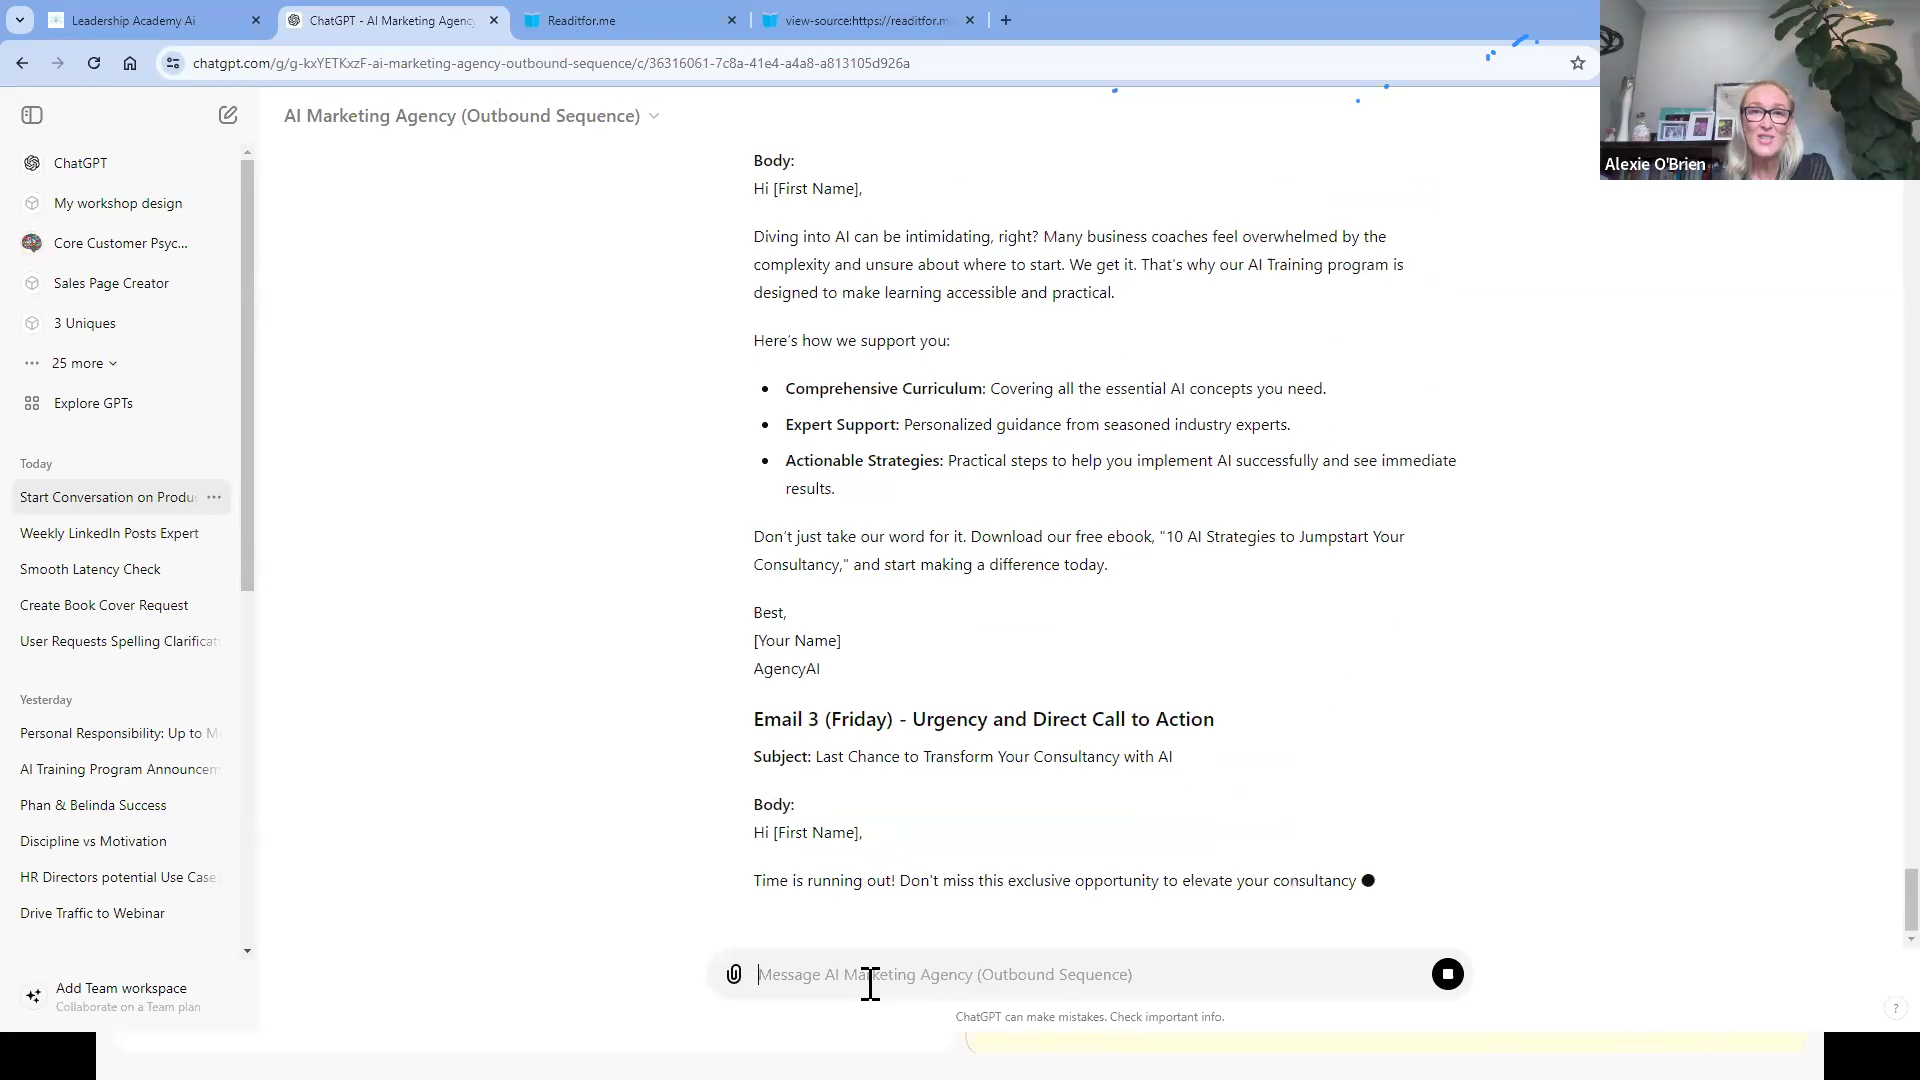 Leadership Academy Ai
ChatGPT - AI Marketing Agency
Readitfor.me
view-source:https://readitfor.m
chatgpt.com/g/g-kxYETKxzF-ai-marketing-agency-outbound-sequence/c/36316061-7c8a-41e4-a4a8-a813105d926a
Alexie O'Brien
ChatGPT
My workshop design
Core Customer Psyc...
Sales Page Creator
3 Uniques
25 more
Explore GPTs
Today
Start Conversation on Produ
Weekly LinkedIn Posts Expert
Smooth Latency Check
Create Book Cover Request
User Requests Spelling Clarificat
Yesterday
Personal Responsibility: Up to M
AI Training Program Announcem
Phan & Belinda Success
Discipline vs Motivation
HR Directors potential Use Case
Drive Traffic to Webinar
Add Team workspace
Collaborate on a Team plan
AI Marketing Agency (Outbound Sequence)
Body:
Hi [First Name],
Diving into AI can be intimidating, right? Many business coaches feel overwhelmed by the
complexity and unsure about where to start. We get it. That's why our AI Training program is
designed to make learning accessible and practical.
Here's how we support you:
• Comprehensive Curriculum: Covering all the essential AI concepts you need.
• Expert Support: Personalized guidance from seasoned industry experts.
• Actionable Strategies: Practical steps to help you implement AI successfully and see immediate
results.
Don't just take our word for it. Download our free ebook, "10 AI Strategies to Jumpstart Your
Consultancy," and start making a difference today.
Best,
[Your Name]
AgencyAI
Email 3 (Friday) - Urgency and Direct Call to Action
Subject: Last Chance to Transform Your Consultancy with AI
Body:
Hi [First Name],
Time is running out! Don't miss this exclusive opportunity to elevate your consultancy
Message AI Marketing Agency (Outbound Sequence)
ChatGPT can make mistakes. Check important info.
?